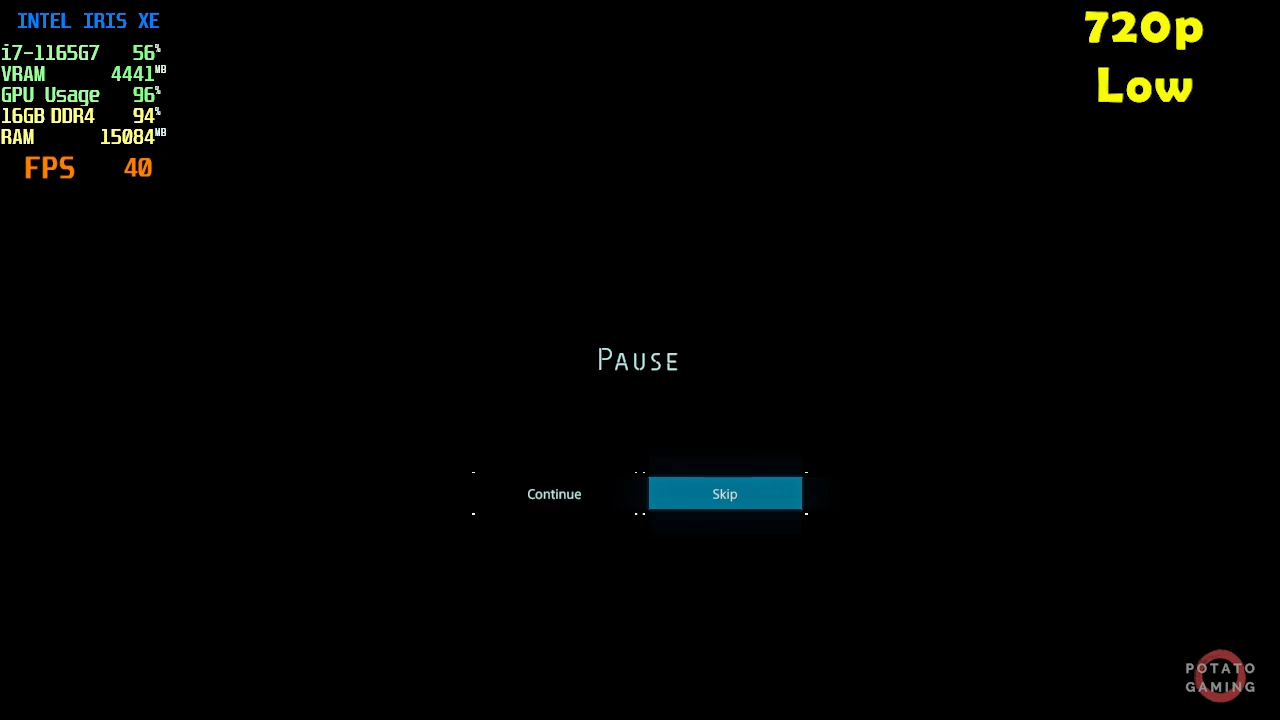 INTEL IRIS XE
i7-1165G7 56%
VRAM 4441MB
GPU Usage 96%
16GB DDR4 94%
RAM 15084MB
FPS 40
720p
Low
PAUSE
Continue Skip
POTATO
GAMING